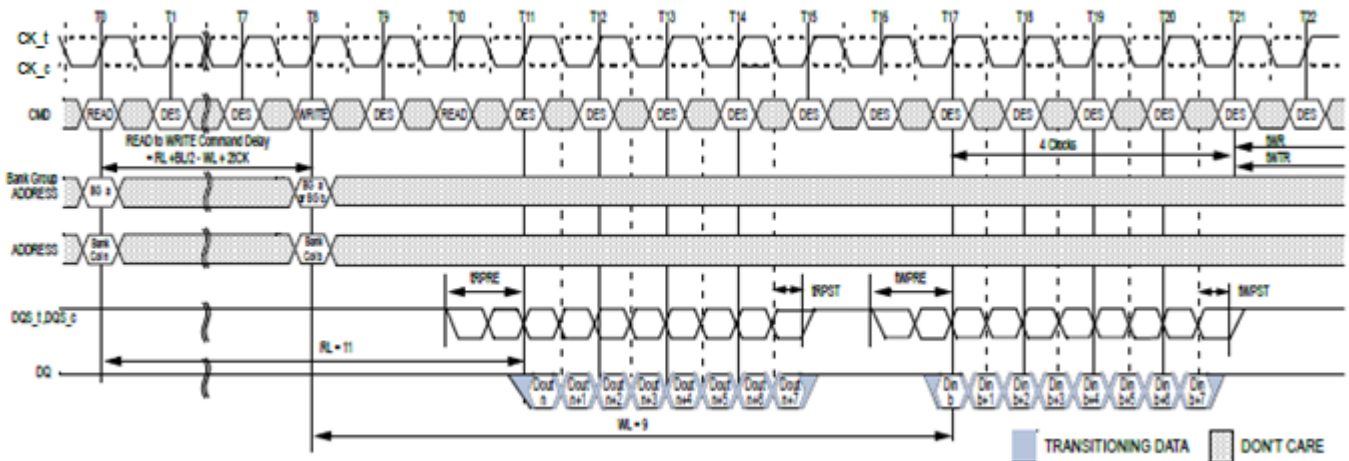 T0 T1 T7 T8 T9 T10 T11 T12 T13 T14 T15 T16 T17 T18 T19 T20 T21 T22
CK_t
CK_c
CMD READ DES DES WRITE DES READ DES DES DES DES DES DES DES DES DES DES DES DES
READ to WRITE Command Delay
= RL +BL/2 - WL + 2tCK
4 Clocks
tWR
tWTR
Bank Group
ADDRESS
BG a
BG a
or BG b
ADDRESS
Bank
Col n
Bank
Col b
tRPRE
tRPST
tWPRE
tWPST
DQS_t,DQS_c
RL = 11
DQ
Dout Dout Dout Dout Dout Dout Dout Dout
n n+1 n+2 n+3 n+4 n+5 n+6 n+7
Din Din Din Din Din Din Din Din
b b+1 b+2 b+3 b+4 b+5 b+6 b+7
WL = 9
TRANSITIONING DATA
DON'T CARE